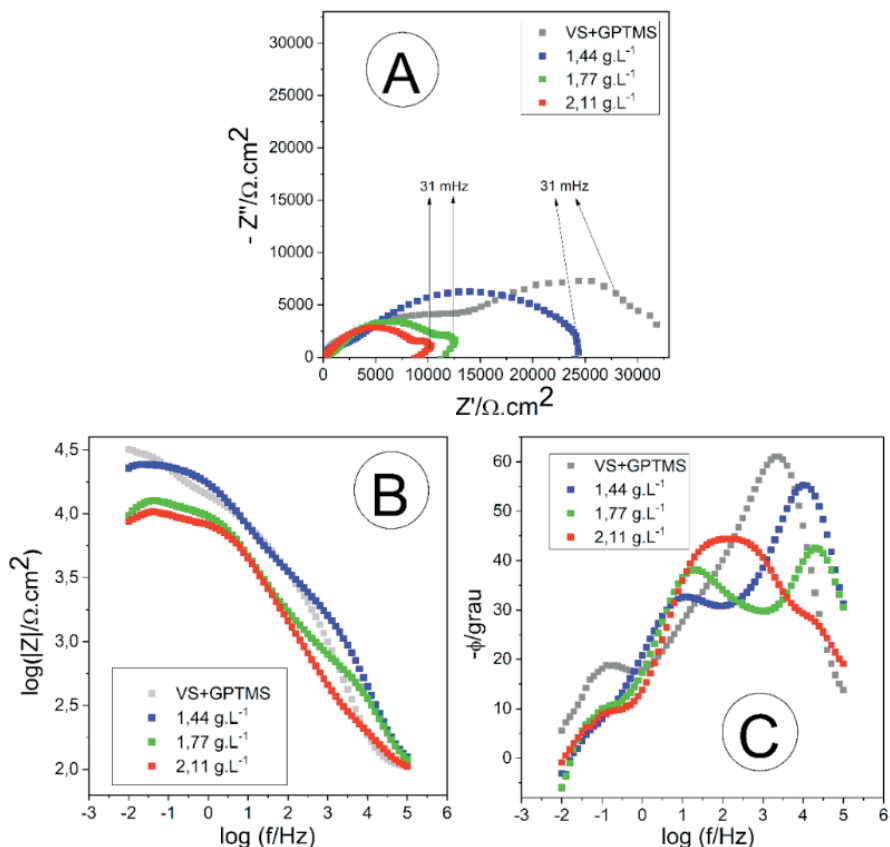 A
VS+GPTMS
1,44 g.L⁻¹
1,77 g.L⁻¹
2,11 g.L⁻¹
30000
25000
20000
15000
10000
5000
0
- Z''/Ω.cm²
31 mHz
31 mHz
0 5000 10000 15000 20000 25000 30000
Z'/Ω.cm²
B
4,5
4,0
3,5
3,0
2,5
2,0
log(|Z|/Ω.cm²)
VS+GPTMS
1,44 g.L⁻¹
1,77 g.L⁻¹
2,11 g.L⁻¹
-3 -2 -1 0 1 2 3 4 5 6
log (f/Hz)
70
60
50
40
30
20
10
0
-ϕ/grau
VS+GPTMS
1,44 g.L⁻¹
1,77 g.L⁻¹
2,11 g.L⁻¹
C
-3 -2 -1 0 1 2 3 4 5 6
log (f/Hz)